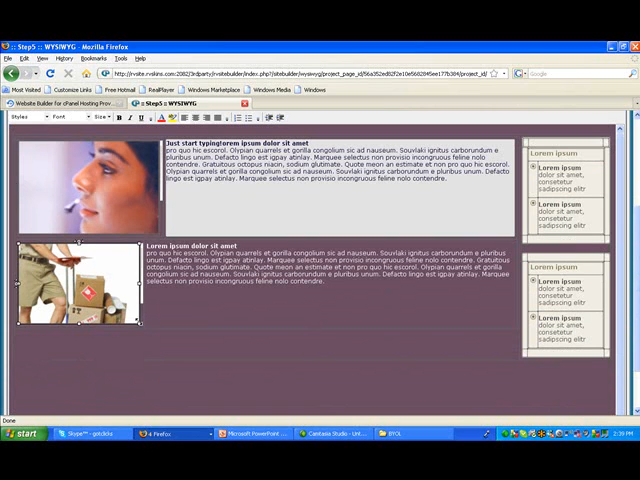 :: Step5 :: WYSIWYG - Mozilla Firefox
File Edit View History Bookmarks Tools Help
http://rvsite.rvskins.com:2082/3rdparty/rvsitebuilder/index.php?/sitebuilder/wysiwyg/project_page_id/56a352ed82f2e10e5682845ee177b384/project_id/
Google
Most Visited Customize Links Free Hotmail RealPlayer Windows Marketplace Windows Media Windows
Website Builder for cPanel Hosting Prov...
:: Step5 :: WYSIWYG
Styles Font Size B I U
Just start typing!orem ipsum dolor sit amet
pro quo hic escorol. Olypian quarrels et gorilla congolium sic ad nauseum. Souvlaki ignitus carborundum e
pluribus unum. Defacto lingo est igpay atinlay. Marquee selectus non provisio incongruous feline nolo
contendre. Gratuitous octopus niacin, sodium glutimate. Quote meon an estimate et non pro quo hic escorol.
Olypian quarrels et gorilla congolium sic ad nauseum. Souvlaki ignitus carborundum e pluribus unum. Defacto
lingo est igpay atinlay. Marquee selectus non provisio incongruous feline nolo contendre.
Lorem ipsum
Lorem ipsum
dolor sit amet,
consetetur
sadipscing elitr
Lorem ipsum
dolor sit amet,
consetetur
sadipscing elitr
Lorem ipsum dolor sit amet
pro quo hic escorol. Olypian quarrels et gorilla congolium sic ad nauseum. Souvlaki ignitus carborundum e pluribus
unum. Defacto lingo est igpay atinlay. Marquee selectus non provisio incongruous feline nolo contendre. Gratuitous
octopus niacin, sodium glutimate. Quote meon an estimate et non pro quo hic escorol. Olypian quarrels et gorilla
congolium sic ad nauseum. Souvlaki ignitus carborundum e pluribus unum. Defacto lingo est igpay atinlay. Marquee
selectus non provisio incongruous feline nolo contendre.
Lorem ipsum
Lorem ipsum
dolor sit amet,
consetetur
sadipscing elitr
Lorem ipsum
dolor sit amet,
consetetur
sadipscing elitr
Done
start
Skype™ - gotclicks
4 Firefox
Microsoft PowerPoint ...
Camtasia Studio - Unt...
BYOL
2:39 PM